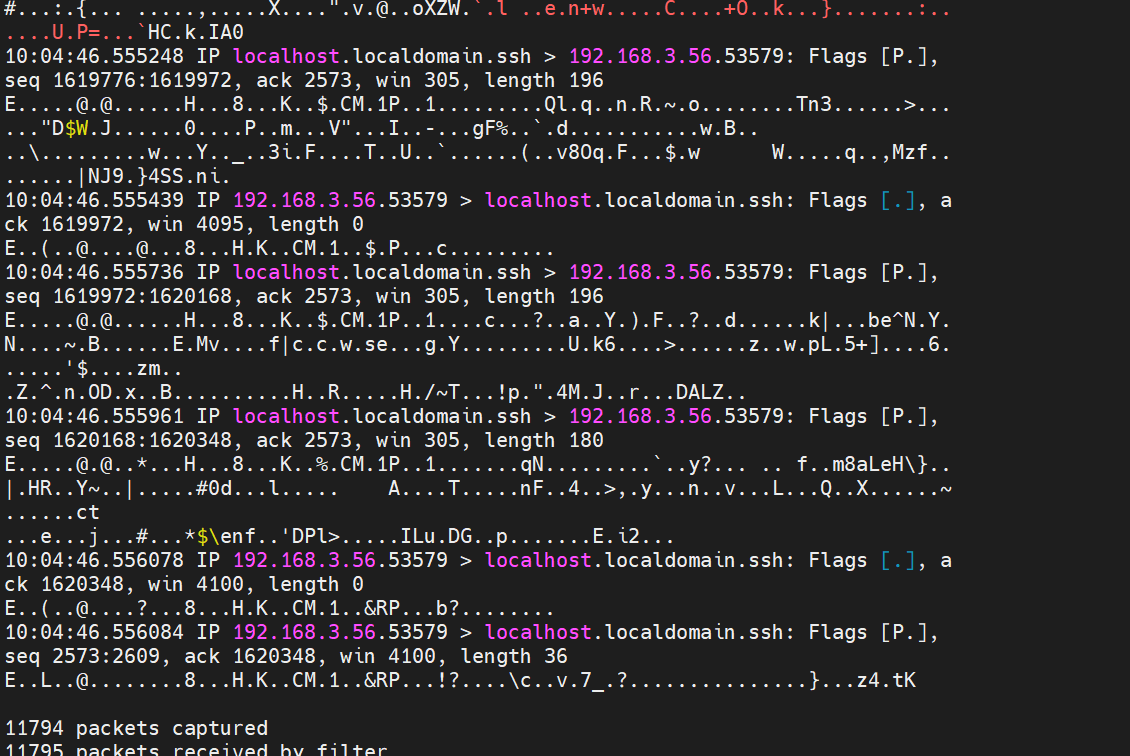 #...:.{... .....,.....X....".v.@..oXZW.`.l ..e.n+w.....C....+O..k...}.......:..
....U.P=...`HC.k.IA0
10:04:46.555248 IP localhost.localdomain.ssh > 192.168.3.56.53579: Flags [P.],
seq 1619776:1619972, ack 2573, win 305, length 196
E.....@.@......H...8...K..$.CM.1P..1.........Ql.q..n.R.~.o........Tn3......>...
..."D$W.J......0....P..m...V"...I..-...gF%..`.d...........w.B..
..\.........w...Y.._..3i.F....T..U..`......(..v8Oq.F...$.w      W.....q..,Mzf..
......|NJ9.}4SS.ni.
10:04:46.555439 IP 192.168.3.56.53579 > localhost.localdomain.ssh: Flags [.], a
ck 1619972, win 4095, length 0
E..(..@....@...8...H.K..CM.1..$.P...c.........
10:04:46.555736 IP localhost.localdomain.ssh > 192.168.3.56.53579: Flags [P.],
seq 1619972:1620168, ack 2573, win 305, length 196
E.....@.@......H...8...K..$.CM.1P..1....c...?..a..Y.).F..?..d......k|...be^N.Y.
N....~.B......E.Mv....f|c.c.w.se...g.Y.........U.k6....>......z..w.pL.5+]....6.
.....'$....zm..
.Z.^.n.OD.x..B..........H..R.....H./~T...!p.".4M.J..r...DALZ..
10:04:46.555961 IP localhost.localdomain.ssh > 192.168.3.56.53579: Flags [P.],
seq 1620168:1620348, ack 2573, win 305, length 180
E.....@.@..*...H...8...K..%.CM.1P..1.......qN.........`..y?... .. f..m8aLeH\}..
|.HR..Y~..|.....#0d...l.....    A....T.....nF..4..>,.y...n..v...L...Q..X......~
......ct
...e...j...#...*$\enf..'DPl>.....ILu.DG..p.......E.i2...
10:04:46.556078 IP 192.168.3.56.53579 > localhost.localdomain.ssh: Flags [.], a
ck 1620348, win 4100, length 0
E..(..@....?...8...H.K..CM.1..&RP...b?........
10:04:46.556084 IP 192.168.3.56.53579 > localhost.localdomain.ssh: Flags [P.],
seq 2573:2609, ack 1620348, win 4100, length 36
E..L..@........8...H.K..CM.1..&RP...!?....\c..v.7_.?...............}...z4.tK
11794 packets captured
11795 packets received by filter